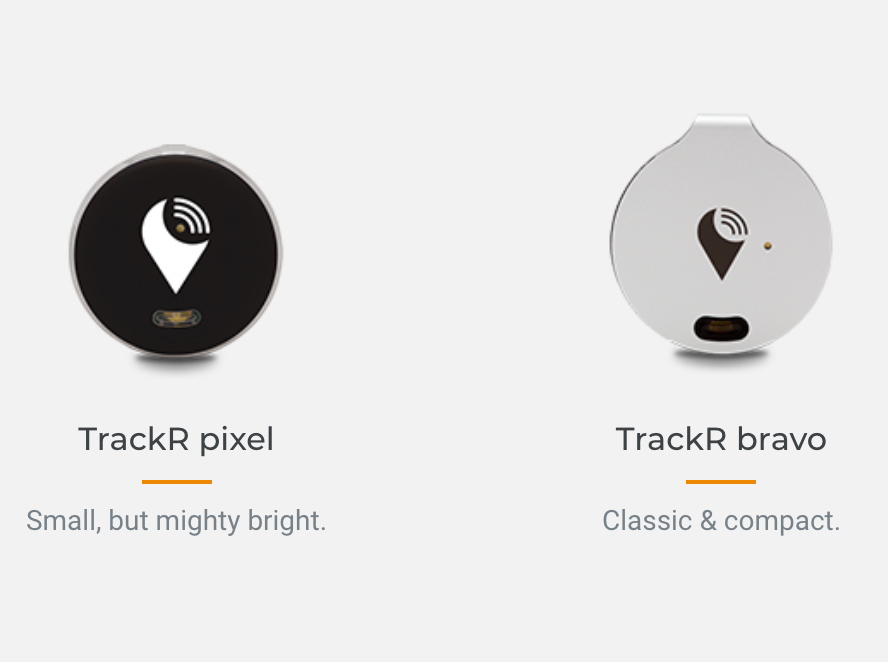 TrackR pixel
Small, but mighty bright.
TrackR bravo
Classic & compact.